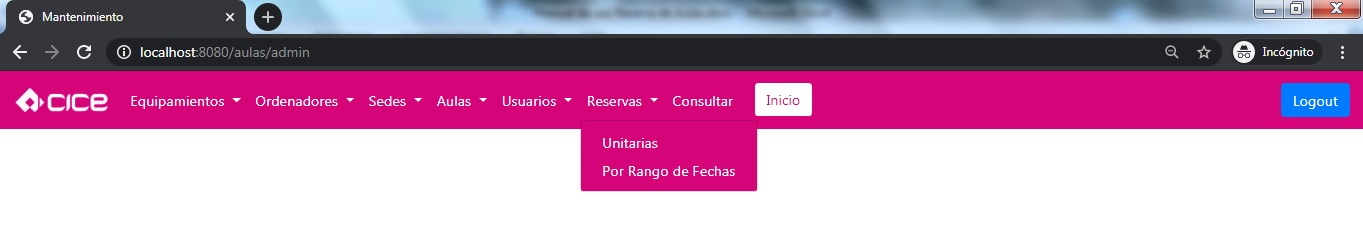 Mantenimiento
localhost:8080/aulas/admin
Incógnito
CICE Equipamientos Ordenadores Sedes Aulas Usuarios Reservas Consultar Inicio Logout
Unitarias
Por Rango de Fechas